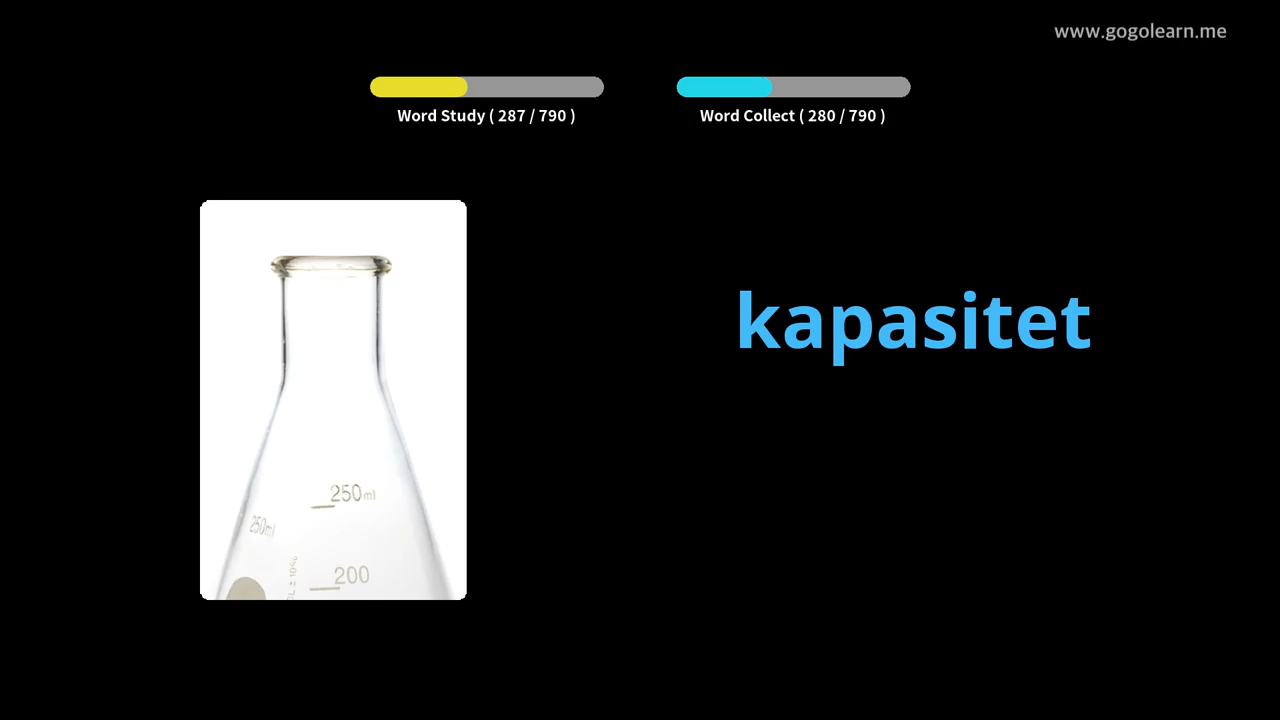 www.gogolearn.me
Word Study ( 287 / 790 )
Word Collect ( 280 / 790 )
kapasitet
250ml
250ml
200